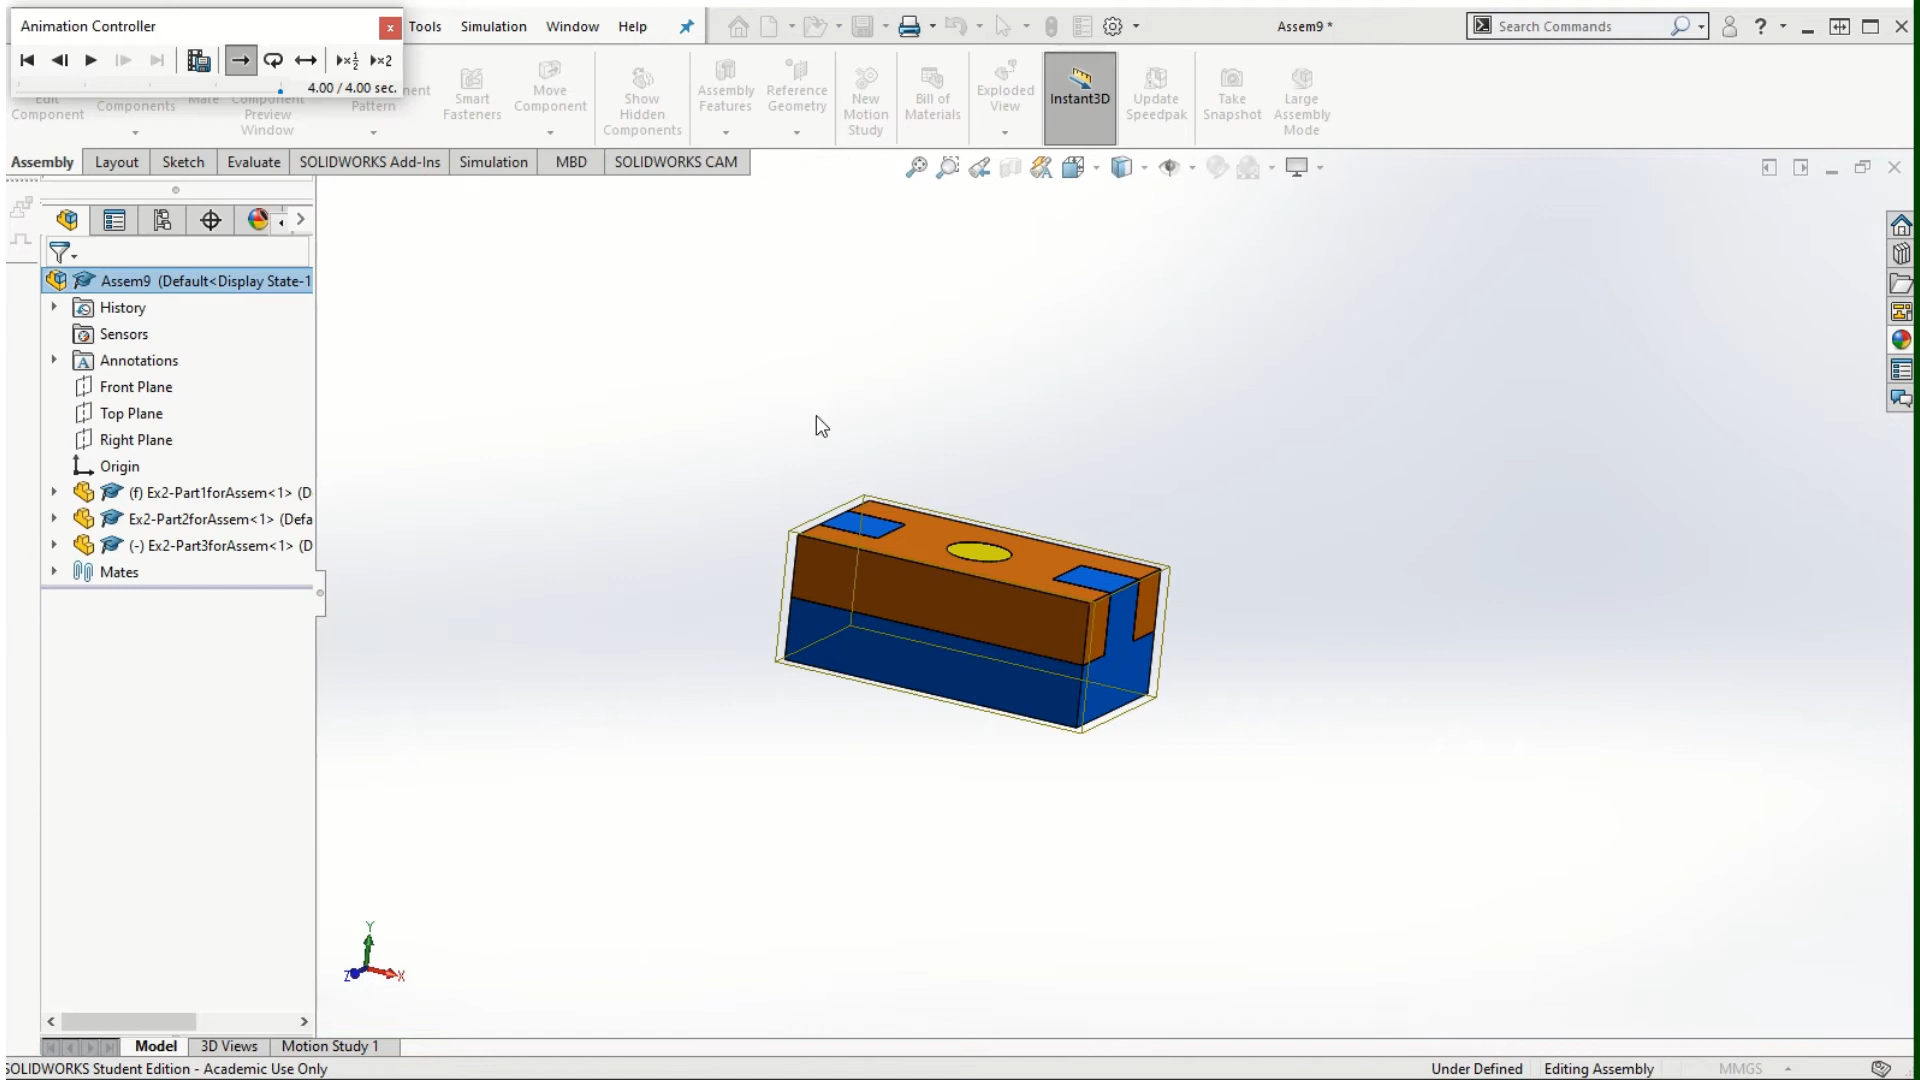 Animation Controller
x
Tools
Simulation
Window
Help
Assem9 *
Search Commands
4.00 / 4.00 sec.
Edit
Component
Components
Mate
Component
Preview
Window
Pattern
Smart
Fasteners
Move
Component
Show
Hidden
Components
Assembly
Features
Reference
Geometry
New
Motion
Study
Bill of
Materials
Exploded
View
Instant3D
Update
Speedpak
Take
Snapshot
Large
Assembly
Mode
Assembly
Layout
Sketch
Evaluate
SOLIDWORKS Add-Ins
Simulation
MBD
SOLIDWORKS CAM
Assem9 (Default<Display State-1
History
Sensors
Annotations
Front Plane
Top Plane
Right Plane
Origin
(f) Ex2-Part1forAssem<1> (D
Ex2-Part2forAssem<1> (Defa
(-) Ex2-Part3forAssem<1> (D
Mates
Y
Z
X
Model
3D Views
Motion Study 1
SOLIDWORKS Student Edition - Academic Use Only
Under Defined
Editing Assembly
MMGS